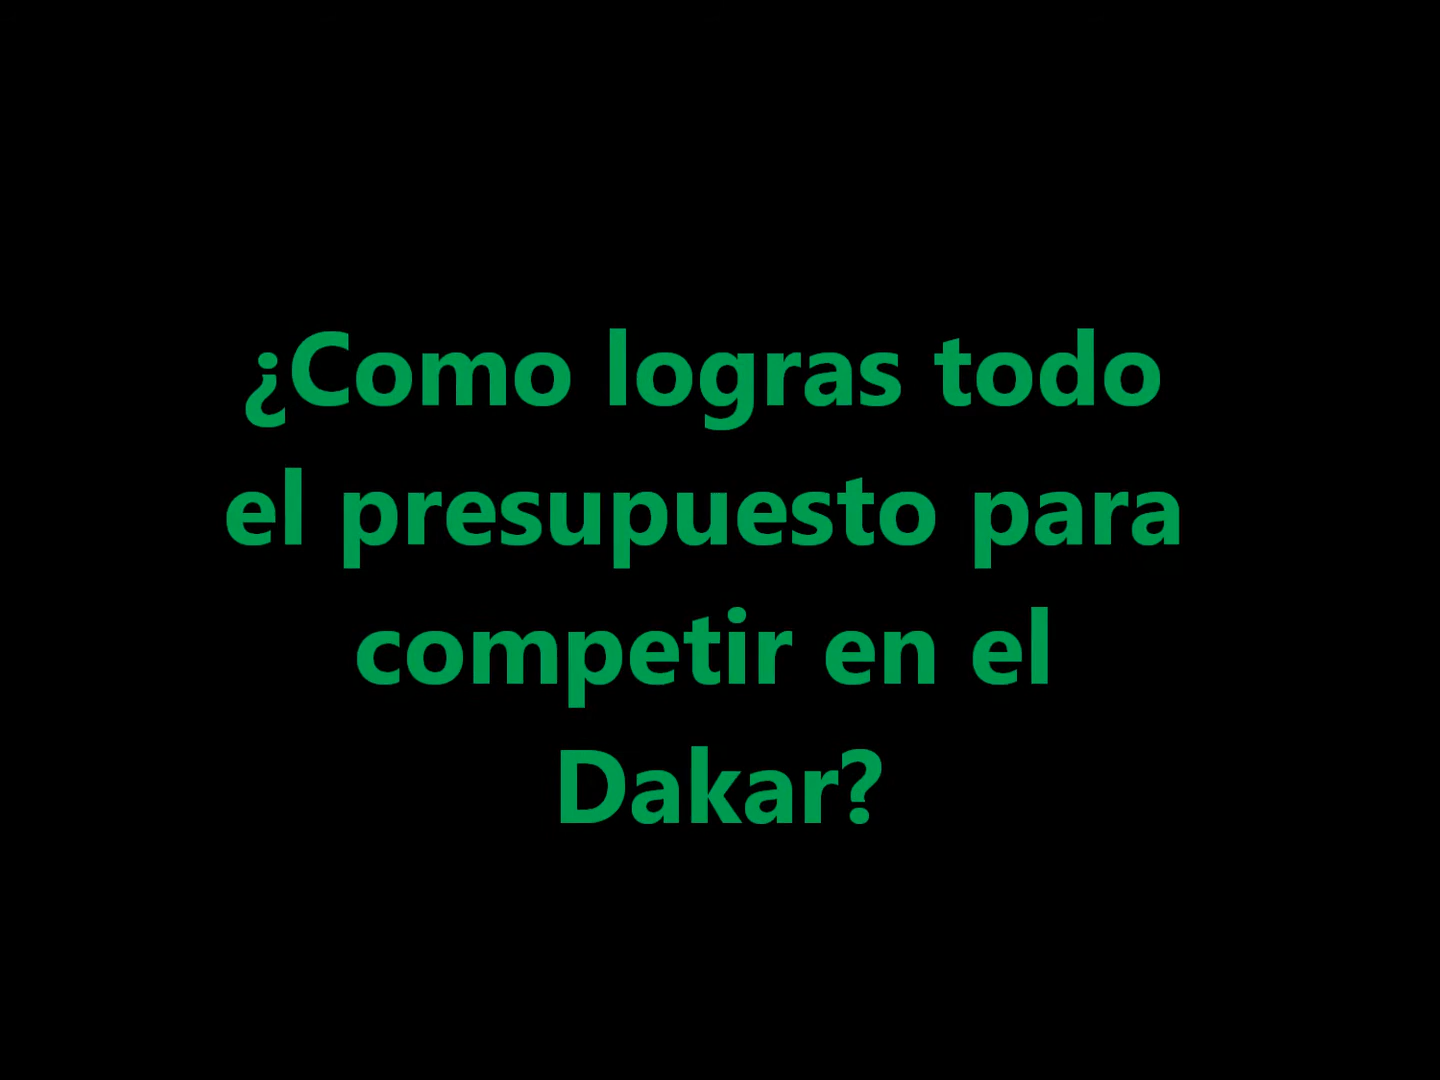 ¿Como logras todo
el presupuesto para
competir en el
Dakar?